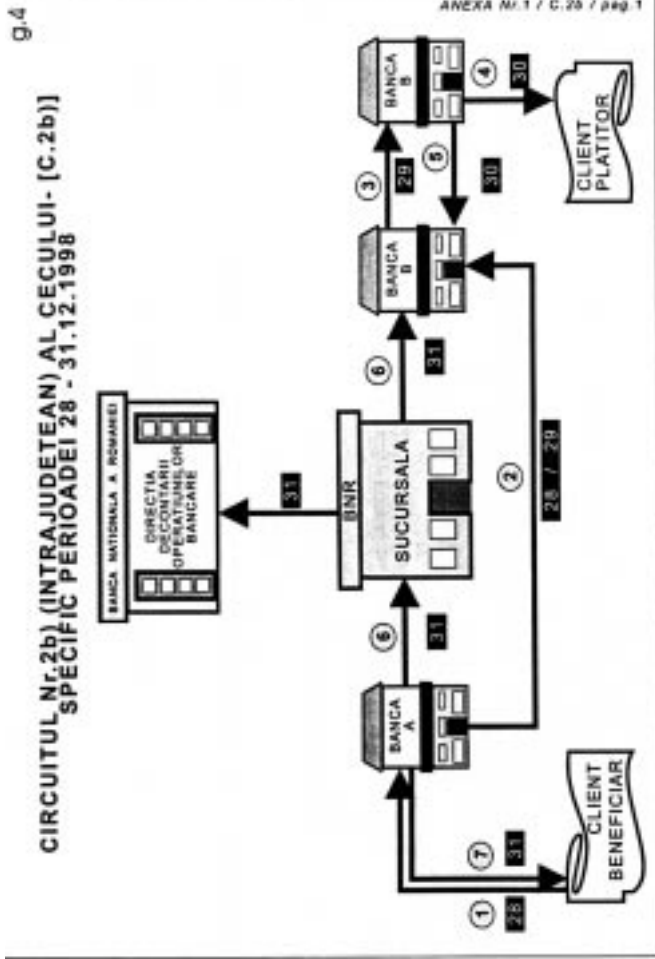 g.4
ANEXA Nr.1 / C.2b / pag.1
CIRCUITUL Nr.2b) (INTRAJUDETEAN) AL CECULUI- [C.2b)]
SPECIFIC PERIOADEI 28 - 31.12.1998
BANCA NATIONALA A ROMANIEI
DIRECTIA
DECONTARII
OPERATIUNILOR
BANCARE
31
BNR
SUCURSALA
BANCA
A
6
31
6
31
BANCA
B
3
29
5
30
BANCA
B
4
30
CLIENT
PLATITOR
2
28 / 29
1
28
7
31
CLIENT
BENEFICIAR